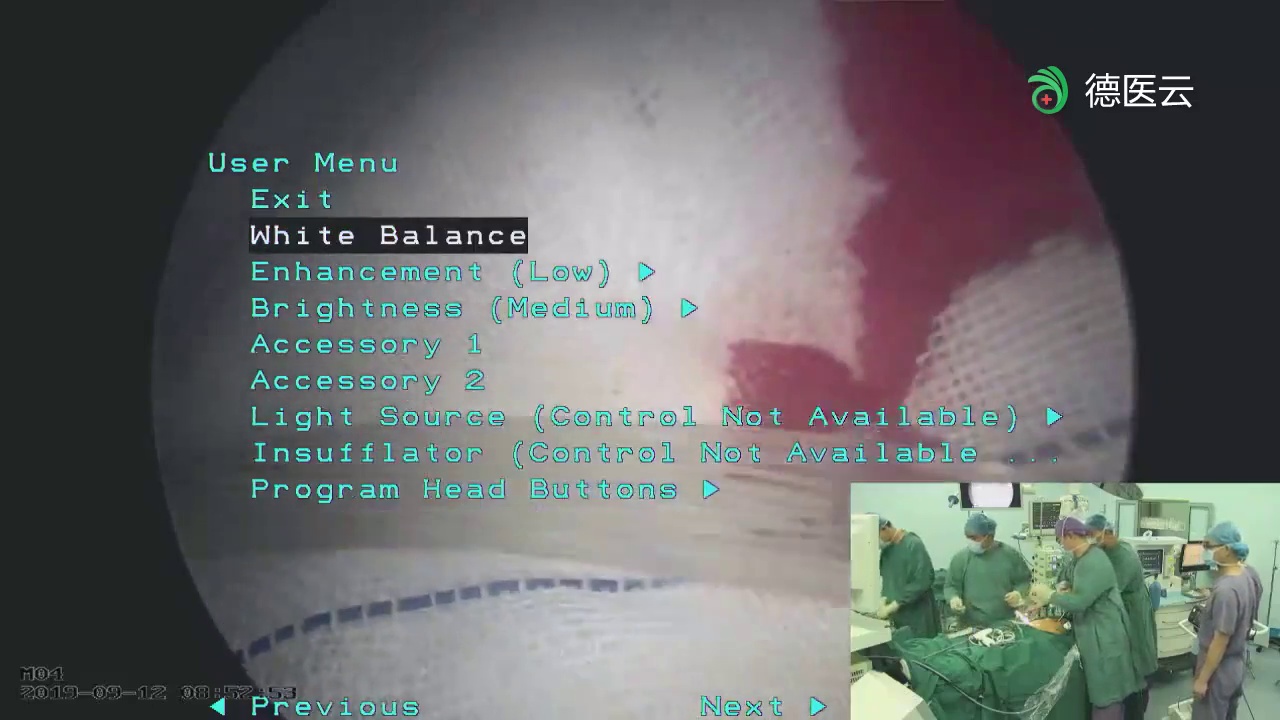 德医云
User Menu
Exit
White Balance
Enhancement (Low) ▶
Brightness (Medium) ▶
Accessory 1
Accessory 2
Light Source (Control Not Available) ▶
Insufflator (Control Not Available ...
Program Head Buttons ▶
M04
2019-09-12 08:52:53
◀ Previous
Next ▶